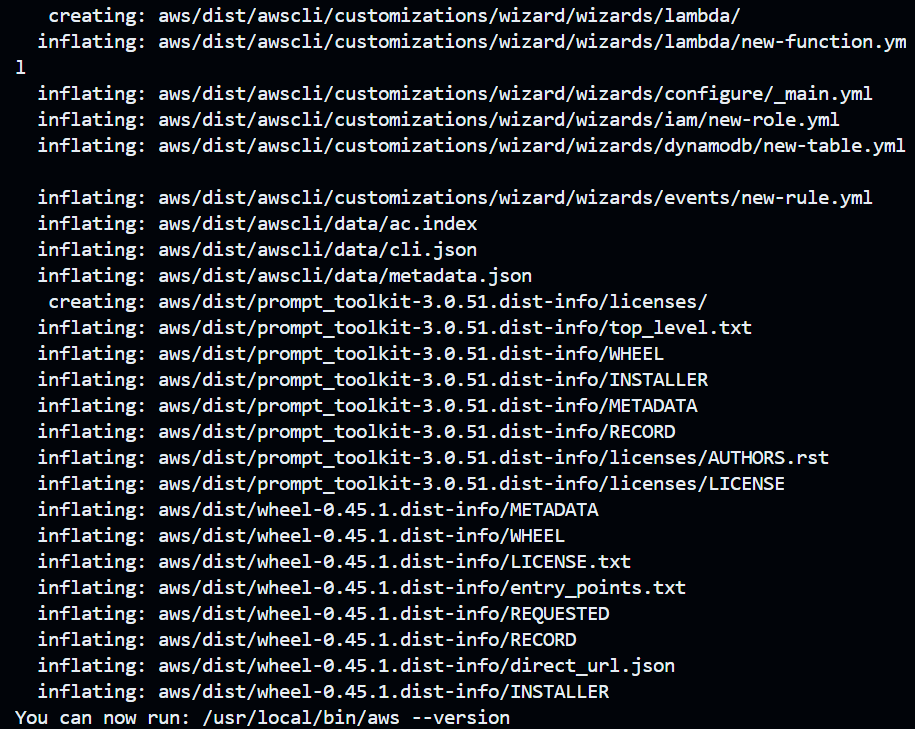 creating: aws/dist/awscli/customizations/wizard/wizards/lambda/
inflating: aws/dist/awscli/customizations/wizard/wizards/lambda/new-function.ym
l
inflating: aws/dist/awscli/customizations/wizard/wizards/configure/_main.yml
inflating: aws/dist/awscli/customizations/wizard/wizards/iam/new-role.yml
inflating: aws/dist/awscli/customizations/wizard/wizards/dynamodb/new-table.yml
inflating: aws/dist/awscli/customizations/wizard/wizards/events/new-rule.yml
inflating: aws/dist/awscli/data/ac.index
inflating: aws/dist/awscli/data/cli.json
inflating: aws/dist/awscli/data/metadata.json
creating: aws/dist/prompt_toolkit-3.0.51.dist-info/licenses/
inflating: aws/dist/prompt_toolkit-3.0.51.dist-info/top_level.txt
inflating: aws/dist/prompt_toolkit-3.0.51.dist-info/WHEEL
inflating: aws/dist/prompt_toolkit-3.0.51.dist-info/INSTALLER
inflating: aws/dist/prompt_toolkit-3.0.51.dist-info/METADATA
inflating: aws/dist/prompt_toolkit-3.0.51.dist-info/RECORD
inflating: aws/dist/prompt_toolkit-3.0.51.dist-info/licenses/AUTHORS.rst
inflating: aws/dist/prompt_toolkit-3.0.51.dist-info/licenses/LICENSE
inflating: aws/dist/wheel-0.45.1.dist-info/METADATA
inflating: aws/dist/wheel-0.45.1.dist-info/WHEEL
inflating: aws/dist/wheel-0.45.1.dist-info/LICENSE.txt
inflating: aws/dist/wheel-0.45.1.dist-info/entry_points.txt
inflating: aws/dist/wheel-0.45.1.dist-info/REQUESTED
inflating: aws/dist/wheel-0.45.1.dist-info/RECORD
inflating: aws/dist/wheel-0.45.1.dist-info/direct_url.json
inflating: aws/dist/wheel-0.45.1.dist-info/INSTALLER
You can now run: /usr/local/bin/aws --version